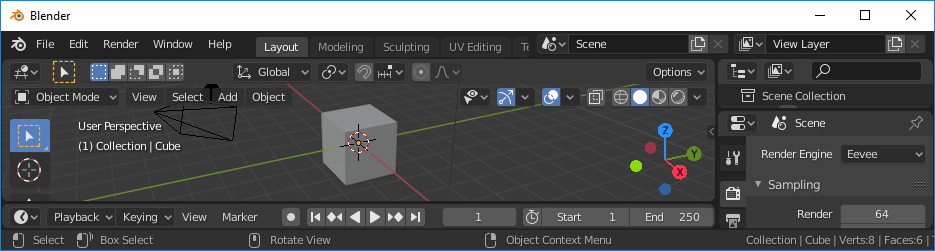 Blender
File Edit Render Window Help Layout Modeling Sculpting UV Editing Scene View Layer
Global Options
Object Mode View Select Add Object
Scene Collection
User Perspective
(1) Collection | Cube
Z
Y
X
Scene
Render Engine Eevee
Sampling
Render 64
Playback Keying View Marker 1 Start 1 End 250
Select Box Select Rotate View Object Context Menu Collection | Cube | Verts:8 | Faces:6 | T